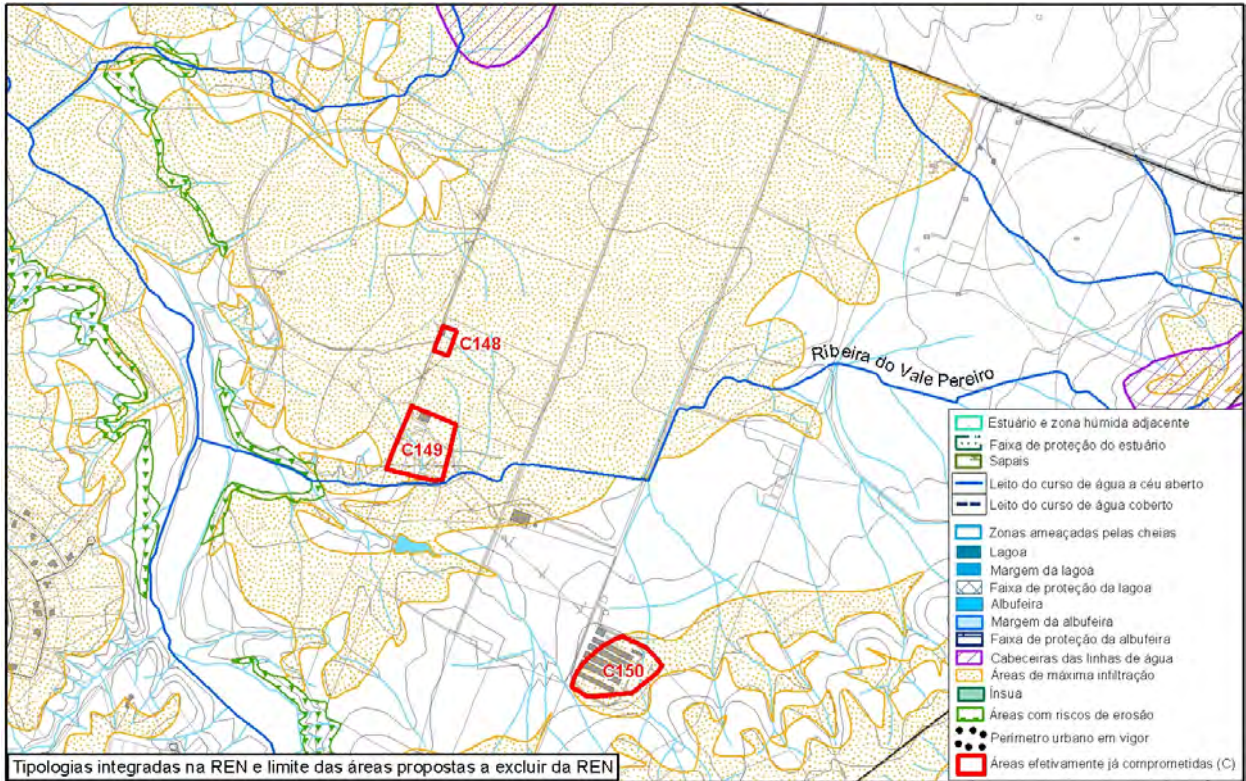 C148
Ribeira do Vale Pereiro
C149
C150
Estuário e zona húmida adjacente
Faixa de proteção do estuário
Sapais
Leito do curso de água a céu aberto
Leito do curso de água coberto
Zonas ameaçadas pelas cheias
Lagoa
Margem da lagoa
Faixa de proteção da lagoa
Albufeira
Margem da albufeira
Faixa de proteção da albufeira
Cabeceiras das linhas de água
Áreas de máxima infiltração
Ínsua
Áreas com riscos de erosão
Perímetro urbano em vigor
Áreas efetivamente já comprometidas (C)
Tipologias integradas na REN e limite das áreas propostas a excluir da REN